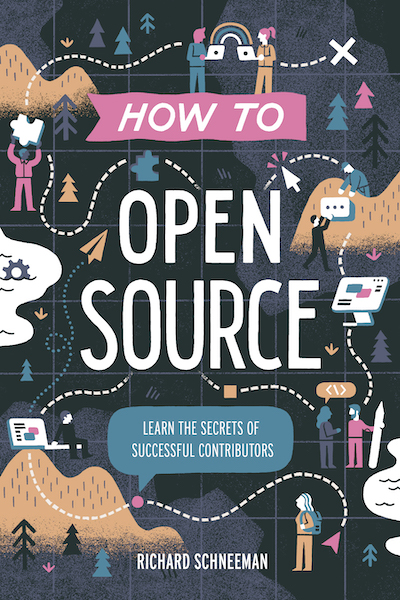 HOW TO
OPEN
SOURCE
</>
LEARN THE SECRETS OF
SUCCESSFUL CONTRIBUTORS
RICHARD SCHNEEMAN